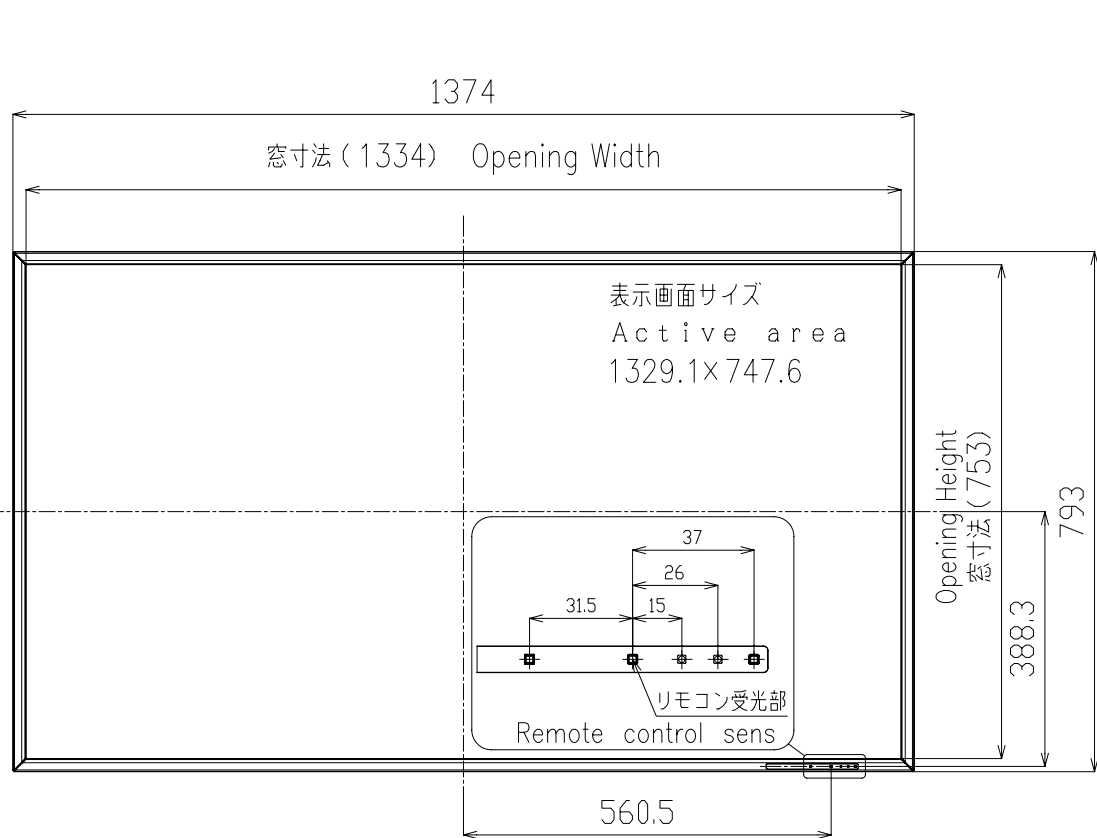 1374
窓寸法（1334） Opening Width
表示画面サイズ
Active area
1329.1×747.6
Opening Height
窓寸法（753）
793
388.3
37
26
31.5
15
リモコン受光部
Remote control sens
560.5